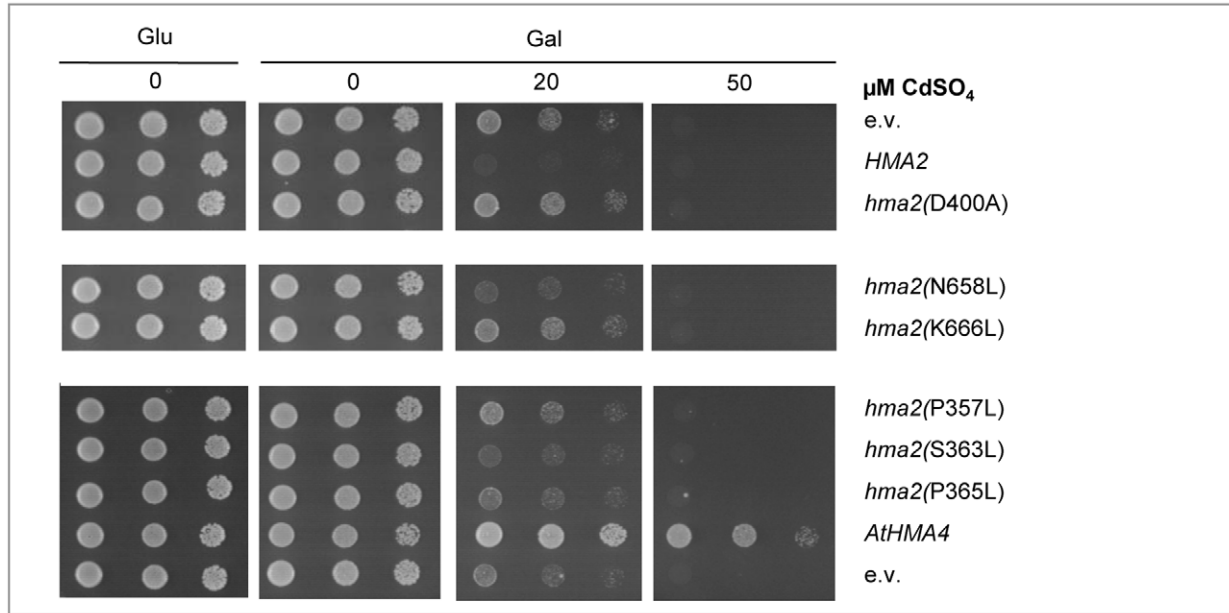 Glu Gal
0 0 20 50 µM CdSO₄
e.v.
HMA2
hma2(D400A)
hma2(N658L)
hma2(K666L)
hma2(P357L)
hma2(S363L)
hma2(P365L)
AtHMA4
e.v.